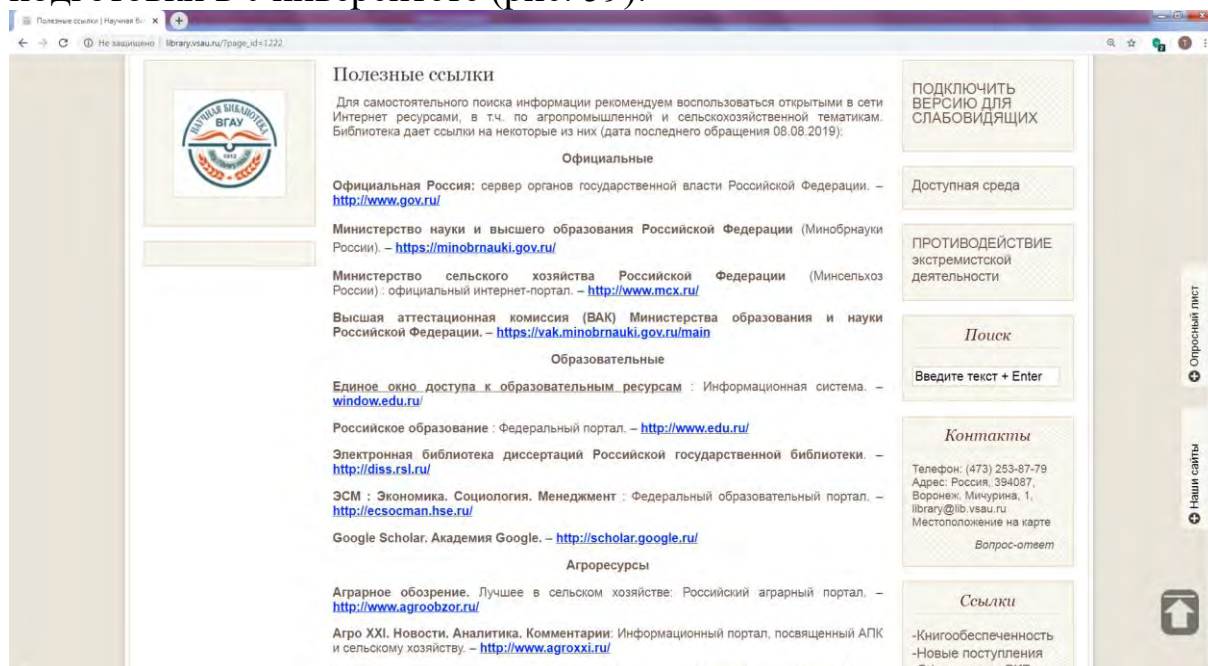 Полезные ссылки | Научная би
Не защищено
library.vsau.ru/?page_id=1222
НАУЧНАЯ БИБЛИОТЕКА
ВГАУ
1912
Полезные ссылки
Для самостоятельного поиска информации рекомендуем воспользоваться открытыми в сети
Интернет ресурсами, в т.ч. по агропромышленной и сельскохозяйственной тематикам.
Библиотека дает ссылки на некоторые из них (дата последнего обращения 08.08.2019):
Официальные
Официальная Россия: сервер органов государственной власти Российской Федерации. –
http://www.gov.ru/
Министерство науки и высшего образования Российской Федерации (Минобрнауки
России). – https://minobrnauki.gov.ru/
Министерство сельского хозяйства Российской Федерации (Минсельхоз
России) : официальный интернет-портал. – http://www.mcx.ru/
Высшая аттестационная комиссия (ВАК) Министерства образования и науки
Российской Федерации. – https://vak.minobrnauki.gov.ru/main
Образовательные
Единое окно доступа к образовательным ресурсам : Информационная система. –
window.edu.ru/
Российское образование : Федеральный портал. – http://www.edu.ru/
Электронная библиотека диссертаций Российской государственной библиотеки. –
http://diss.rsl.ru/
ЭСМ : Экономика. Социология. Менеджмент : Федеральный образовательный портал. –
http://ecsocman.hse.ru/
Google Scholar. Академия Google. – http://scholar.google.ru/
Агроресурсы
Аграрное обозрение. Лучшее в сельском хозяйстве: Российский аграрный портал. –
http://www.agroobzor.ru/
Агро XXI. Новости. Аналитика. Комментарии: Информационный портал, посвященный АПК
и сельскому хозяйству. – http://www.agroxxi.ru/
ПОДКЛЮЧИТЬ
ВЕРСИЮ ДЛЯ
СЛАБОВИДЯЩИХ
Доступная среда
ПРОТИВОДЕЙСТВИЕ
экстремистской
деятельности
Поиск
Введите текст + Enter
Контакты
Телефон: (473) 253-87-79
Адрес: Россия, 394087,
Воронеж, Мичурина, 1,
library@lib.vsau.ru
Местоположение на карте
Вопрос-ответ
Ссылки
-Книгообеспеченность
-Новые поступления
Опросный лист
Наши сайты